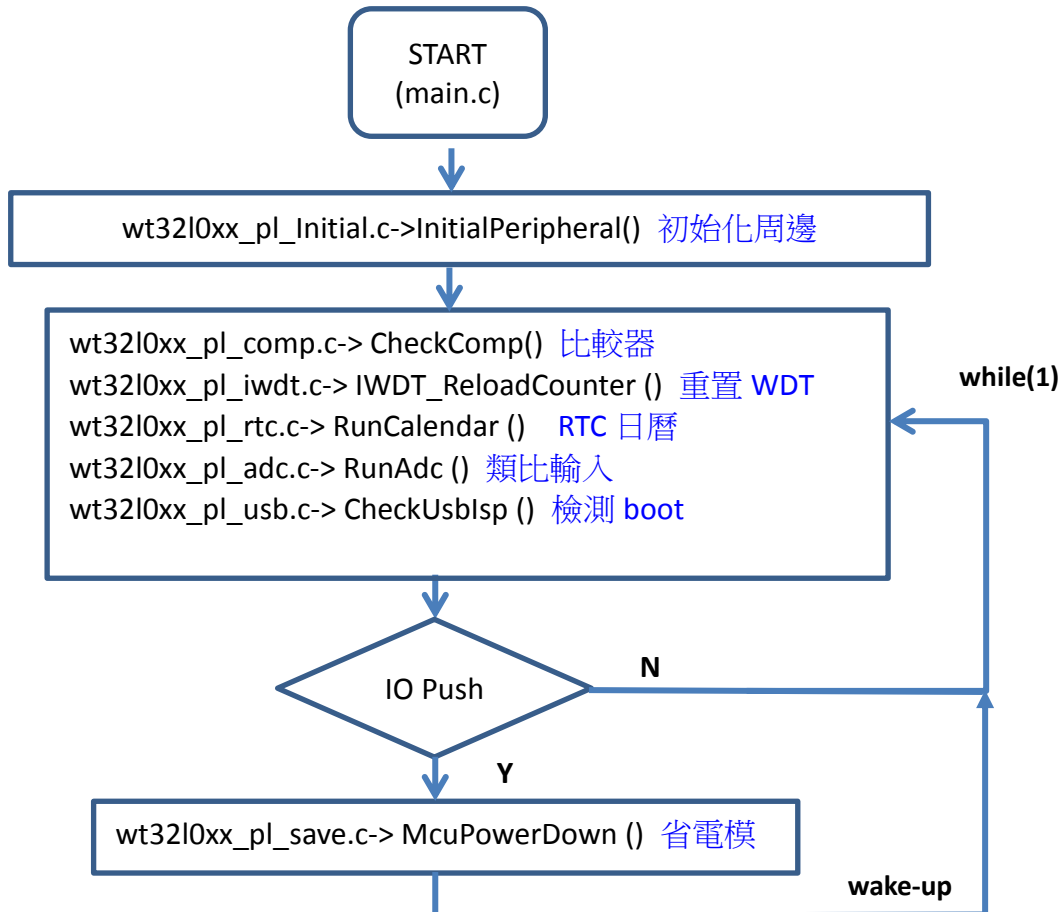 START
(main.c)
wt32l0xx_pl_Initial.c->InitialPeripheral() 初始化周邊
wt32l0xx_pl_comp.c-> CheckComp() 比較器
wt32l0xx_pl_iwdt.c-> IWDT_ReloadCounter () 重置 WDT
wt32l0xx_pl_rtc.c-> RunCalendar () RTC 日曆
wt32l0xx_pl_adc.c-> RunAdc () 類比輸入
wt32l0xx_pl_usb.c-> CheckUsbIsp () 檢測 boot
while(1)
IO Push
N
Y
wt32l0xx_pl_save.c-> McuPowerDown () 省電模
wake-up